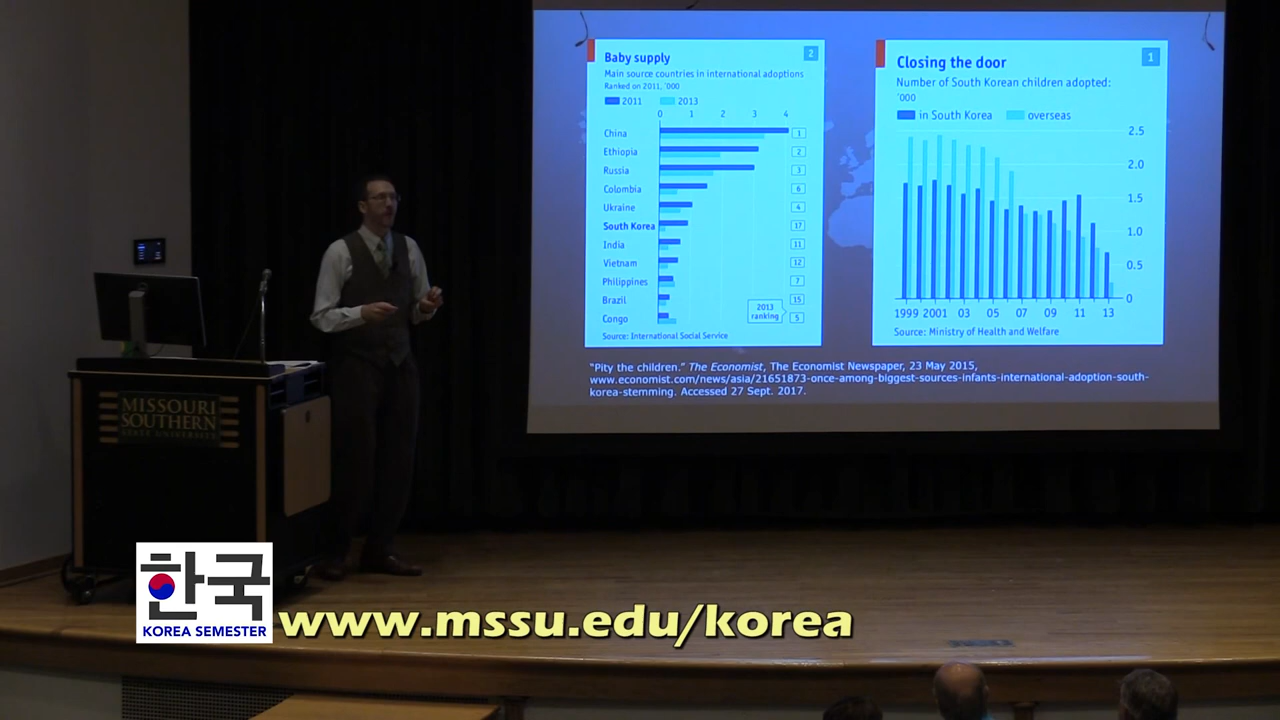 Baby supply
2
Main source countries in international adoptions
Ranked on 2011, '000
2011 2013
0 1 2 3 4
China 1
Ethiopia 2
Russia 3
Colombia 6
Ukraine 4
South Korea 17
India 11
Vietnam 12
Philippines 7
Brazil 15
Congo 5
2013
ranking
Source: International Social Service
Closing the door
1
Number of South Korean children adopted:
'000
in South Korea overseas
2.5
2.0
1.5
1.0
0.5
0
1999 2001 03 05 07 09 11 13
Source: Ministry of Health and Welfare
"Pity the children." The Economist, The Economist Newspaper, 23 May 2015,
www.economist.com/news/asia/21651873-once-among-biggest-sources-infants-international-adoption-south-
korea-stemming. Accessed 27 Sept. 2017.
MISSOURI
SOUTHERN
STATE UNIVERSITY
한국
KOREA SEMESTER
www.mssu.edu/korea